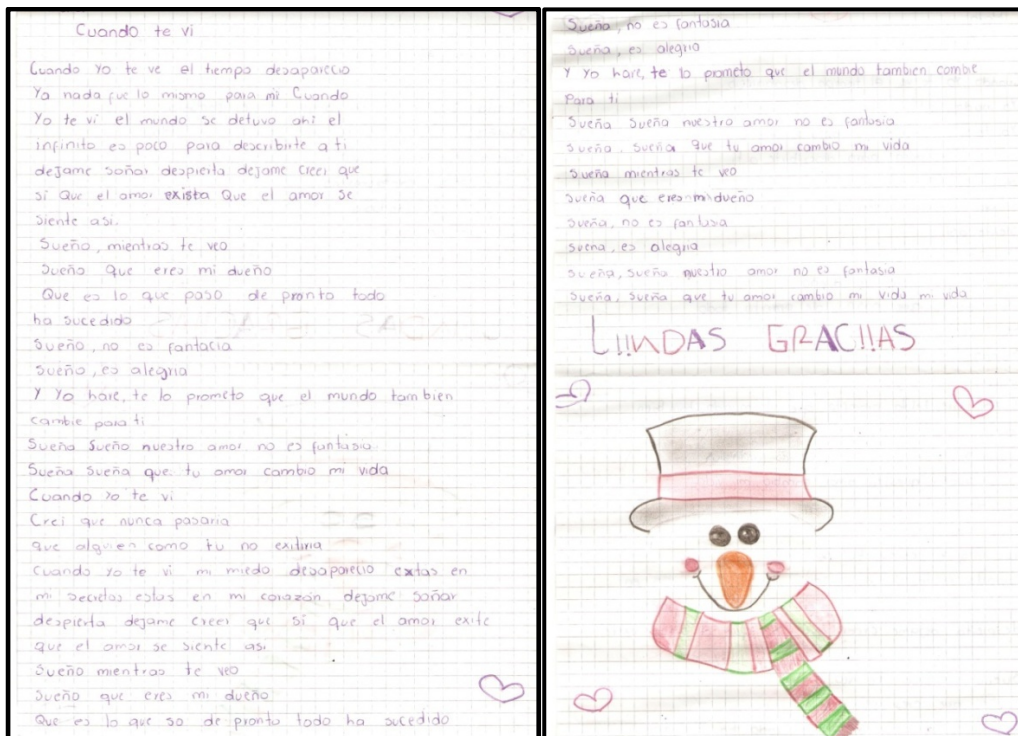 Cuando te vi
Cuando Yo te ve el tiempo desaparecio
Ya nada fue lo mismo para mi Cuando
Yo te vi el mundo se detuvo ahi el
infinito es poco para describirte a ti
dejame soñar despierta dejame creer que
si Que el amor exista Que el amor se
siente asi.
Sueño, mientras te veo
Sueño que eres mi dueño
Que es lo que paso de pronto todo
ha sucedido
Sueño, no es fantacia
Sueño, es alegria
Y Yo hare, te lo prometo que el mundo tambien
cambie para ti
Sueña Sueño nuestro amor no es fantasia
Sueña Sueña que tu amor cambio mi vida
Cuando Yo te vi
Crei que nunca pasaria
que alguien como tu no exitiria
Cuando yo te vi mi miedo desaparecio extas en
mi secretos estas en mi corazón dejame soñar
despierta dejame creer que si que el amor exite
que el amor se siente asi
Sueño mientras te veo
Sueño que eres mi dueño
Que es lo que so de pronto todo ha sucedido
Sueño, no es fantasia
Sueña, es alegria
Y Yo hare, te lo prometo que el mundo tambien combie
Para ti
Sueña Sueña nuestro amor no es fantasia
Sueña Sueña que tu amor cambio mi vida
Sueña mientras te veo
Sueña que eres mi dueño
Sueña, no es fantasia
Sueña, es alegria
Sueña, Sueña nuestro amor no es fantasia
Sueña, Sueña que tu amor cambio mi vida mi vida
LIINDAS GRACIIAS